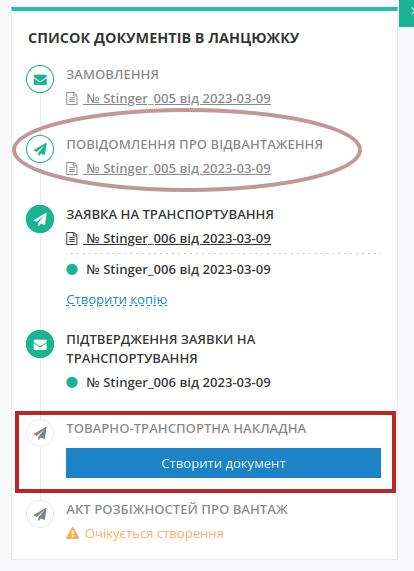 СПИСОК ДОКУМЕНТІВ В ЛАНЦЮЖКУ
ЗАМОВЛЕННЯ
№ Stinger_005 від 2023-03-09
ПОВІДОМЛЕННЯ ПРО ВІДВАНТАЖЕННЯ
№ Stinger_005 від 2023-03-09
ЗАЯВКА НА ТРАНСПОРТУВАННЯ
№ Stinger_006 від 2023-03-09
№ Stinger_006 від 2023-03-09
Створити копію
ПІДТВЕРДЖЕННЯ ЗАЯВКИ НА
ТРАНСПОРТУВАННЯ
№ Stinger_006 від 2023-03-09
ТОВАРНО-ТРАНСПОРТНА НАКЛАДНА
Створити документ
АКТ РОЗБІЖНОСТЕЙ ПРО ВАНТАЖ
Очікується створення